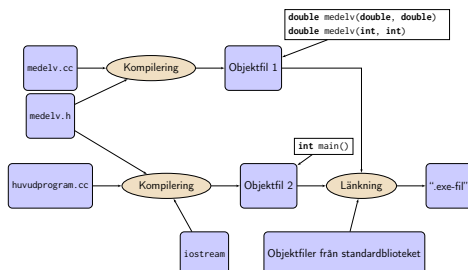 double medelv(double, double)
double medelv(int, int)
medelv.cc
Kompilering
Objektfil 1
medelv.h
int main()
huvudprogram.cc
Kompilering
Objektfil 2
Länkning
“.exe-fil”
iostream
Objektfiler från standardblioteket